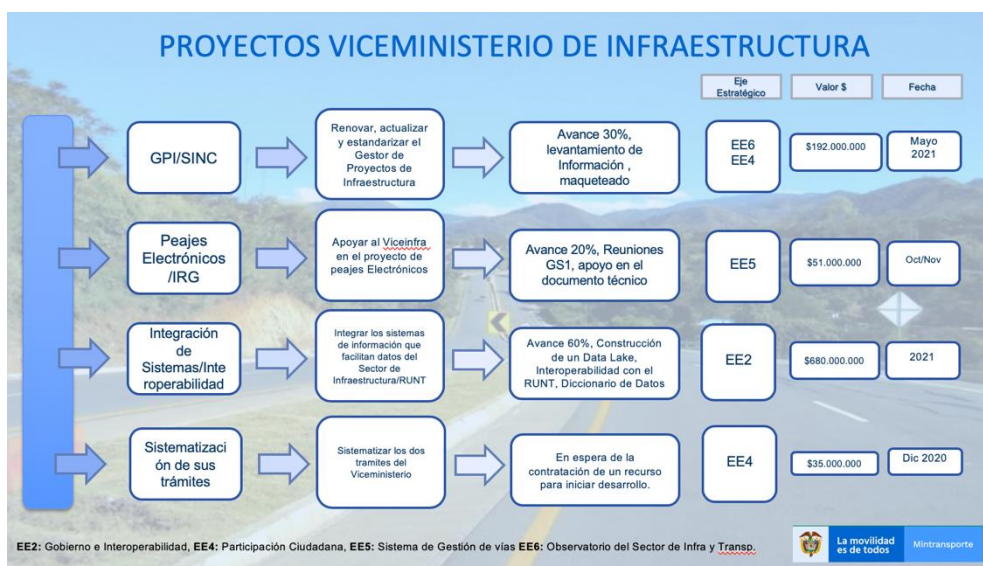 PROYECTOS VICEMINISTERIO DE INFRAESTRUCTURA
Eje
Estratégico
Valor $
Fecha
GPI/SINC
Renovar, actualizar
y estandarizar el
Gestor de
Proyectos de
Infraestructura
Avance 30%,
levantamiento de
Información ,
maqueteado
EE6
EE4
$192.000.000
Mayo
2021
Peajes
Electrónicos
/IRG
Apoyar al Viceinfra
en el proyecto de
peajes Electrónicos
Avance 20%, Reuniones
GS1, apoyo en el
documento técnico
EE5
$51.000.000
Oct/Nov
Integración
de
Sistemas/Inte
roperabilidad
Integrar los sistemas
de información que
facilitan datos del
Sector de
Infraestructura/RUNT
Avance 60%, Construcción
de un Data Lake,
Interoperabilidad con el
RUNT, Diccionario de Datos
EE2
$680.000.000
2021
Sistematizaci
ón de sus
trámites
Sistematizar los dos
tramites del
Viceministerio
En espera de la
contratación de un recurso
para iniciar desarrollo.
EE4
$35.000.000
Dic 2020
EE2: Gobierno e Interoperabilidad, EE4: Participación Ciudadana, EE5: Sistema de Gestión de vías EE6: Observatorio del Sector de Infra y Transp.
La movilidad
es de todos
Mintransporte